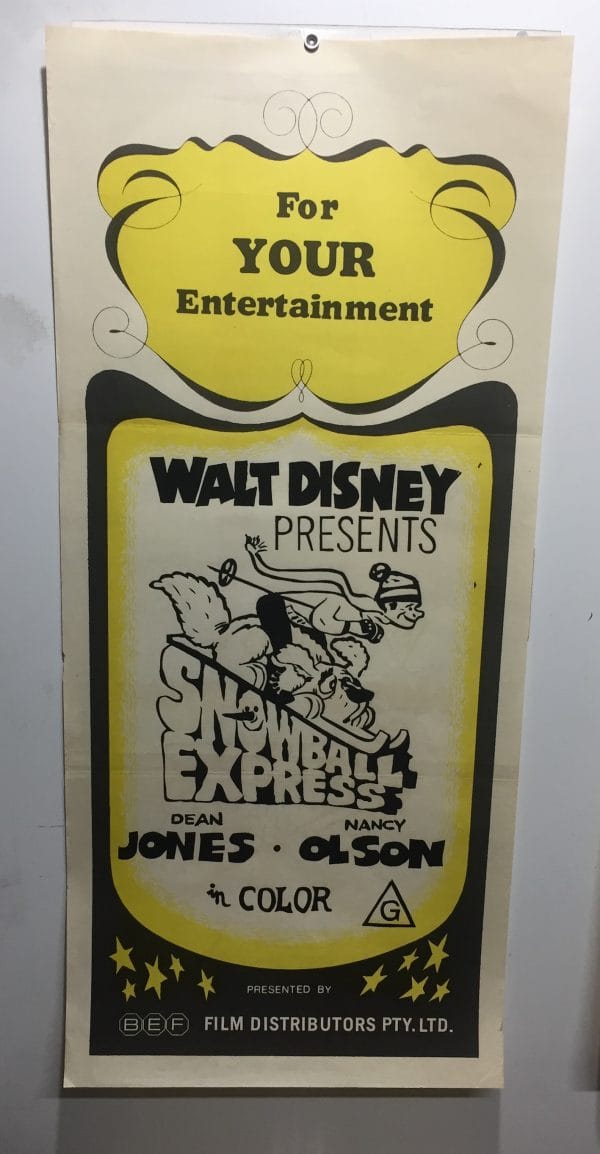 For
YOUR
Entertainment
WALT DISNEY
PRESENTS
SNOWBALL
EXPRESS
DEAN JONES · NANCY OLSON
in COLOR G
PRESENTED BY
BEF FILM DISTRIBUTORS PTY. LTD.